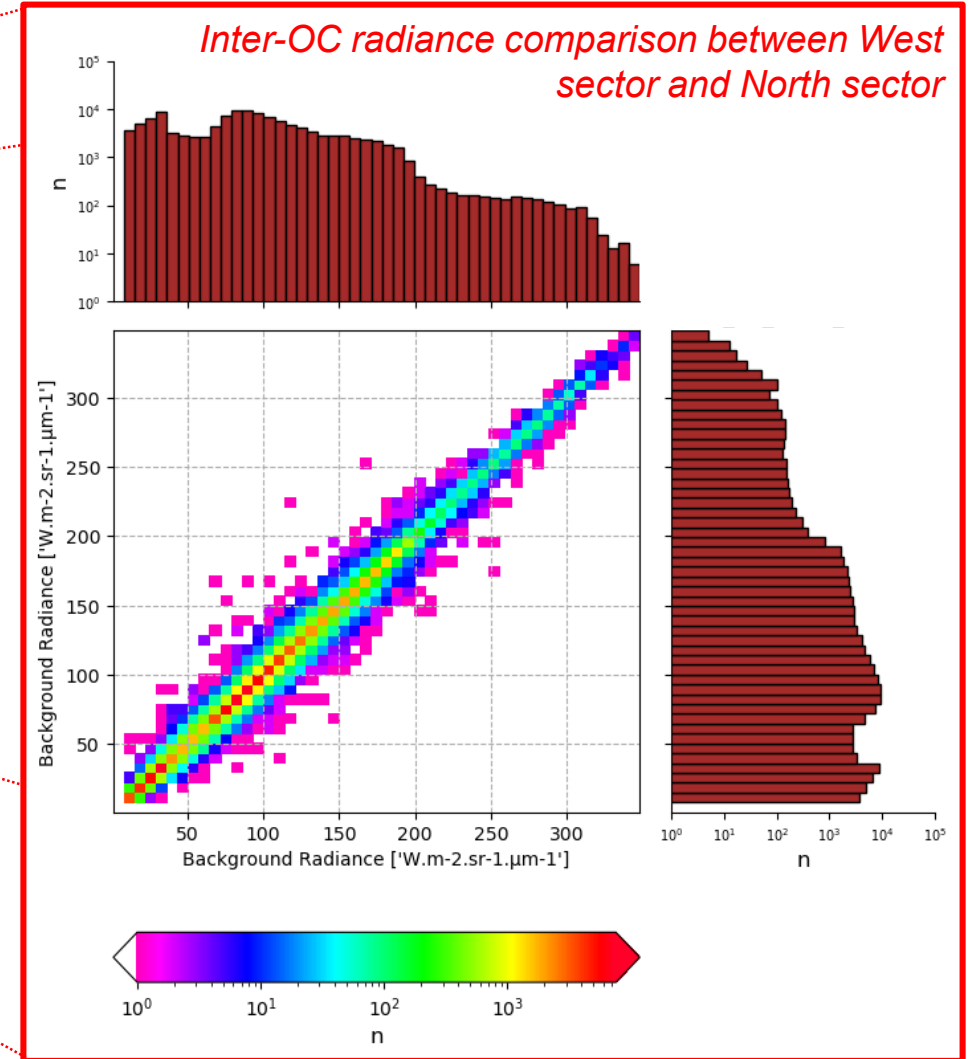 Inter-OC radiance comparison between West
sector and North sector
10⁵
10⁴
10³
10²
10¹
10⁰
n
300
250
200
150
100
50
Background Radiance ['W.m-2.sr-1.µm-1']
50 100 150 200 250 300
Background Radiance ['W.m-2.sr-1.µm-1']
10⁰ 10¹ 10² 10³ 10⁴ 10⁵
n
10⁰ 10¹ 10² 10³
n